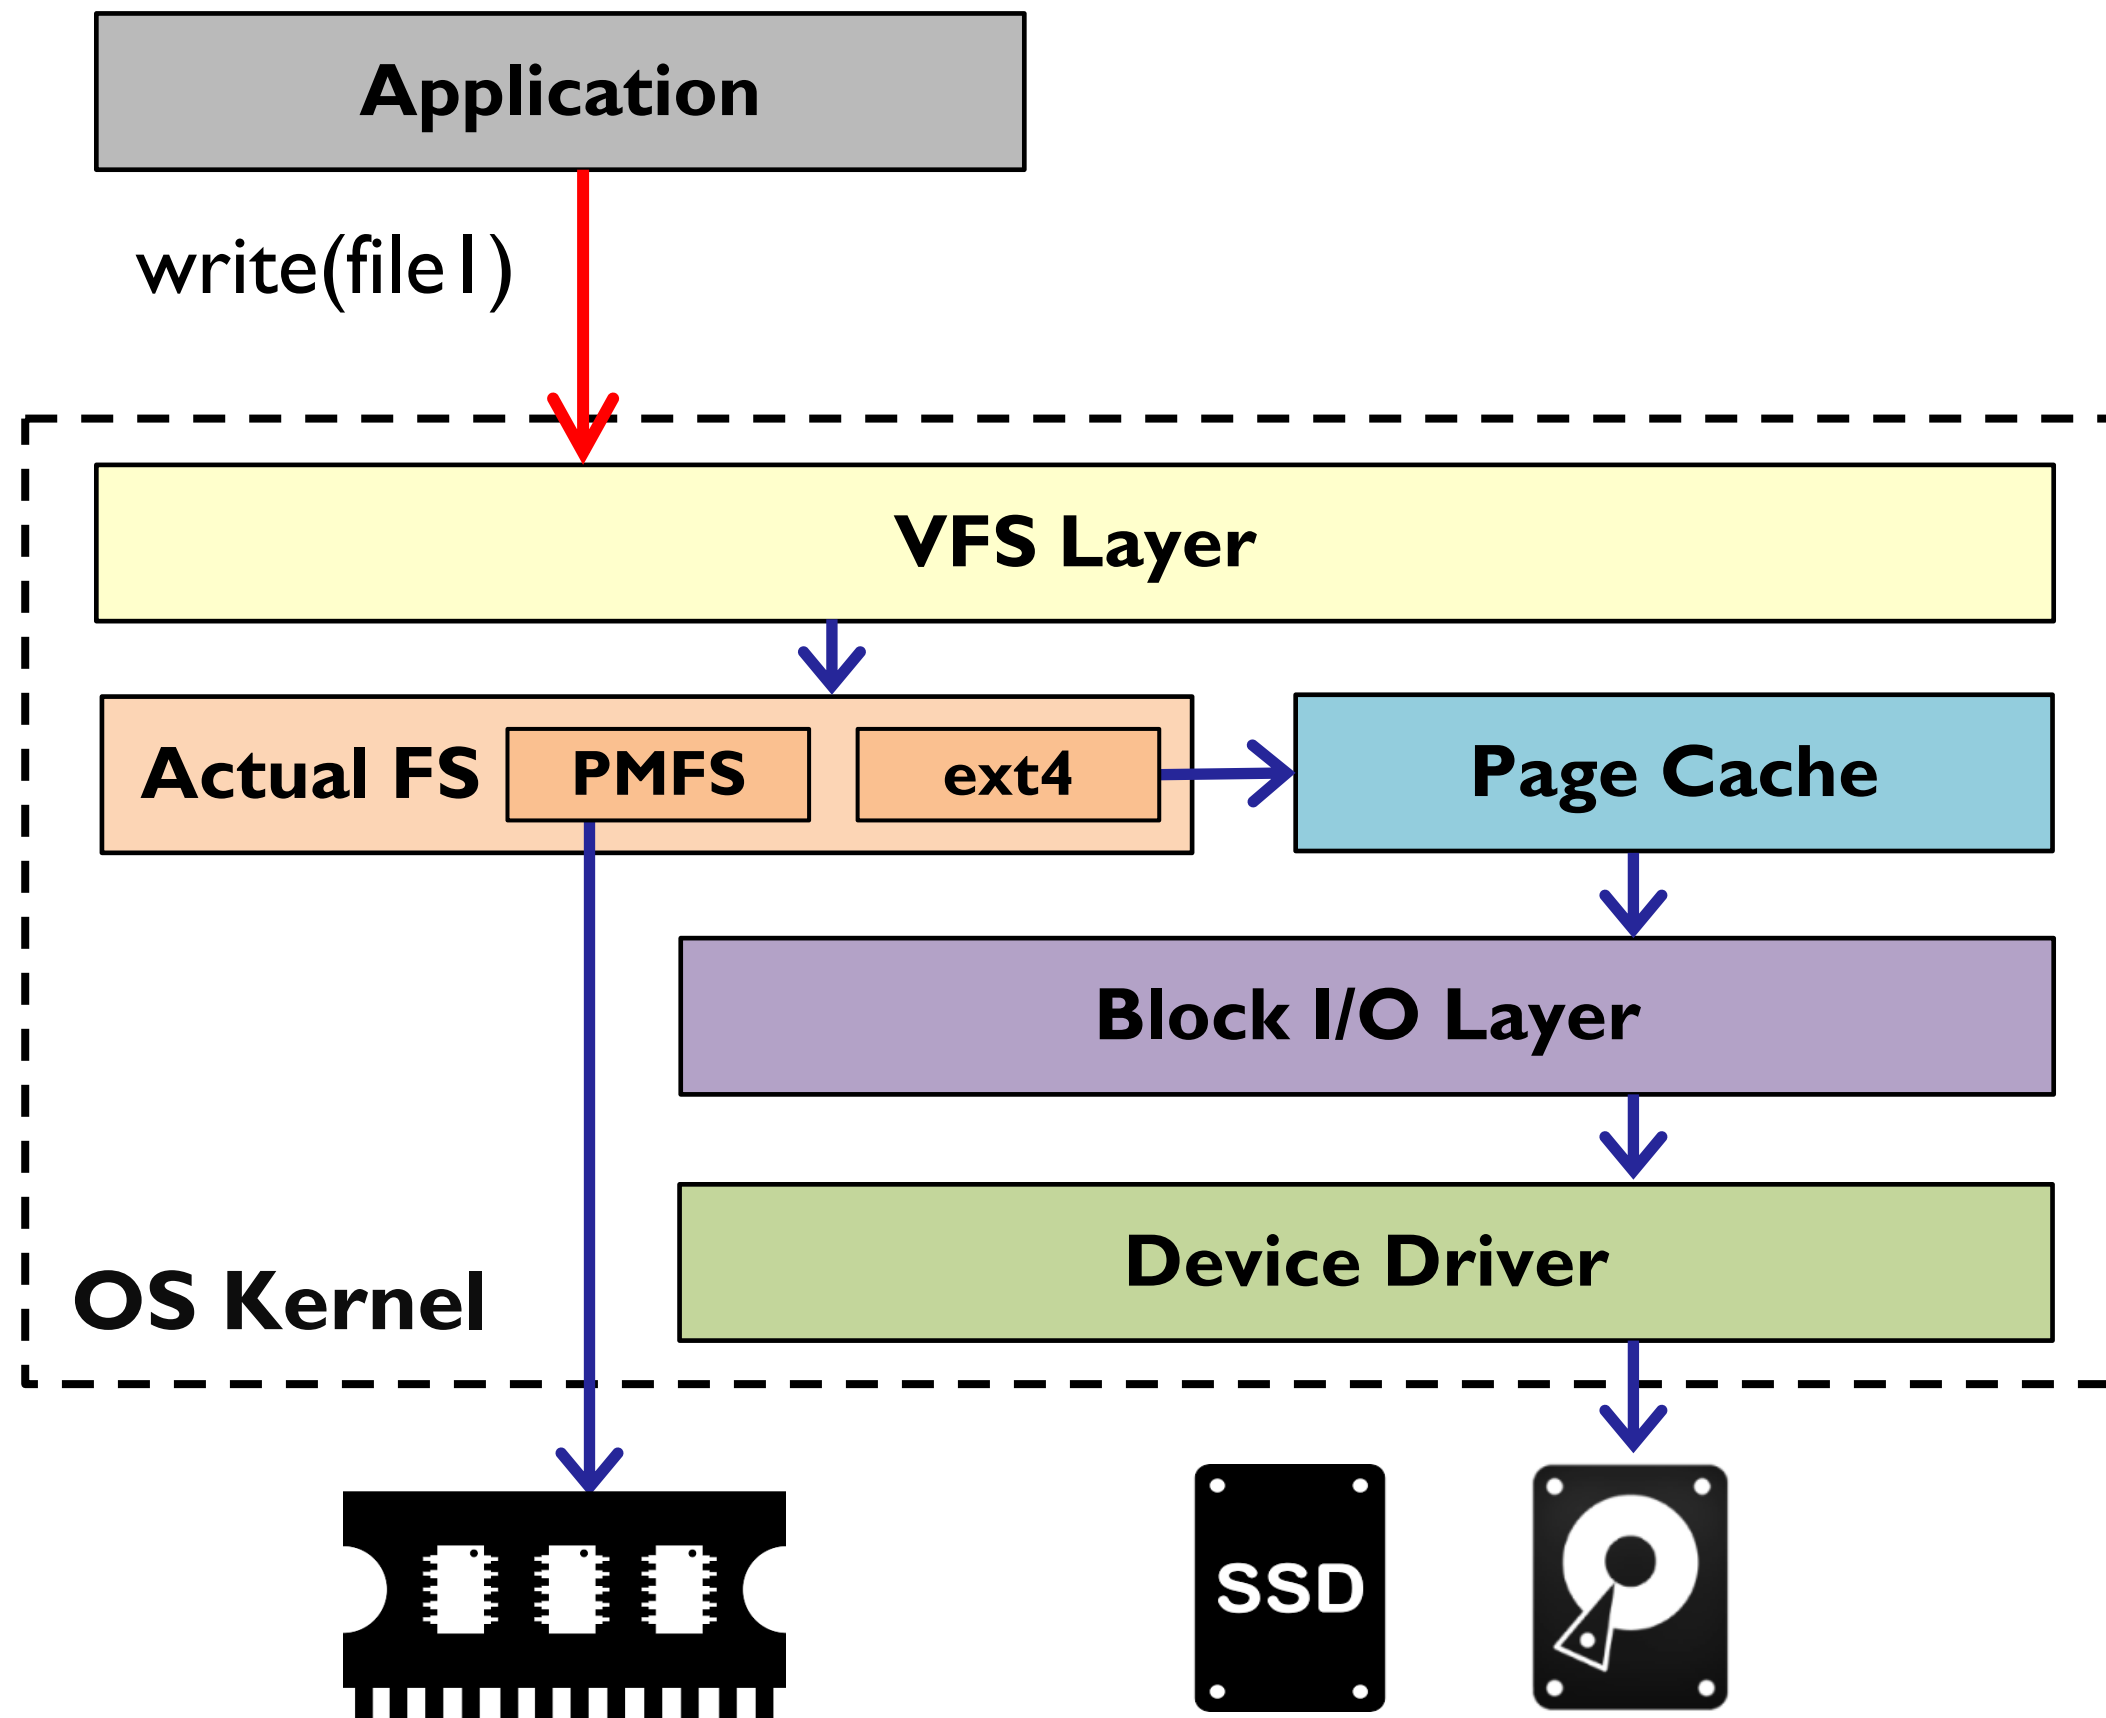 Application
write(file1)
VFS Layer
Actual FS
PMFS
ext4
Page Cache
Block I/O Layer
Device Driver
OS Kernel
SSD